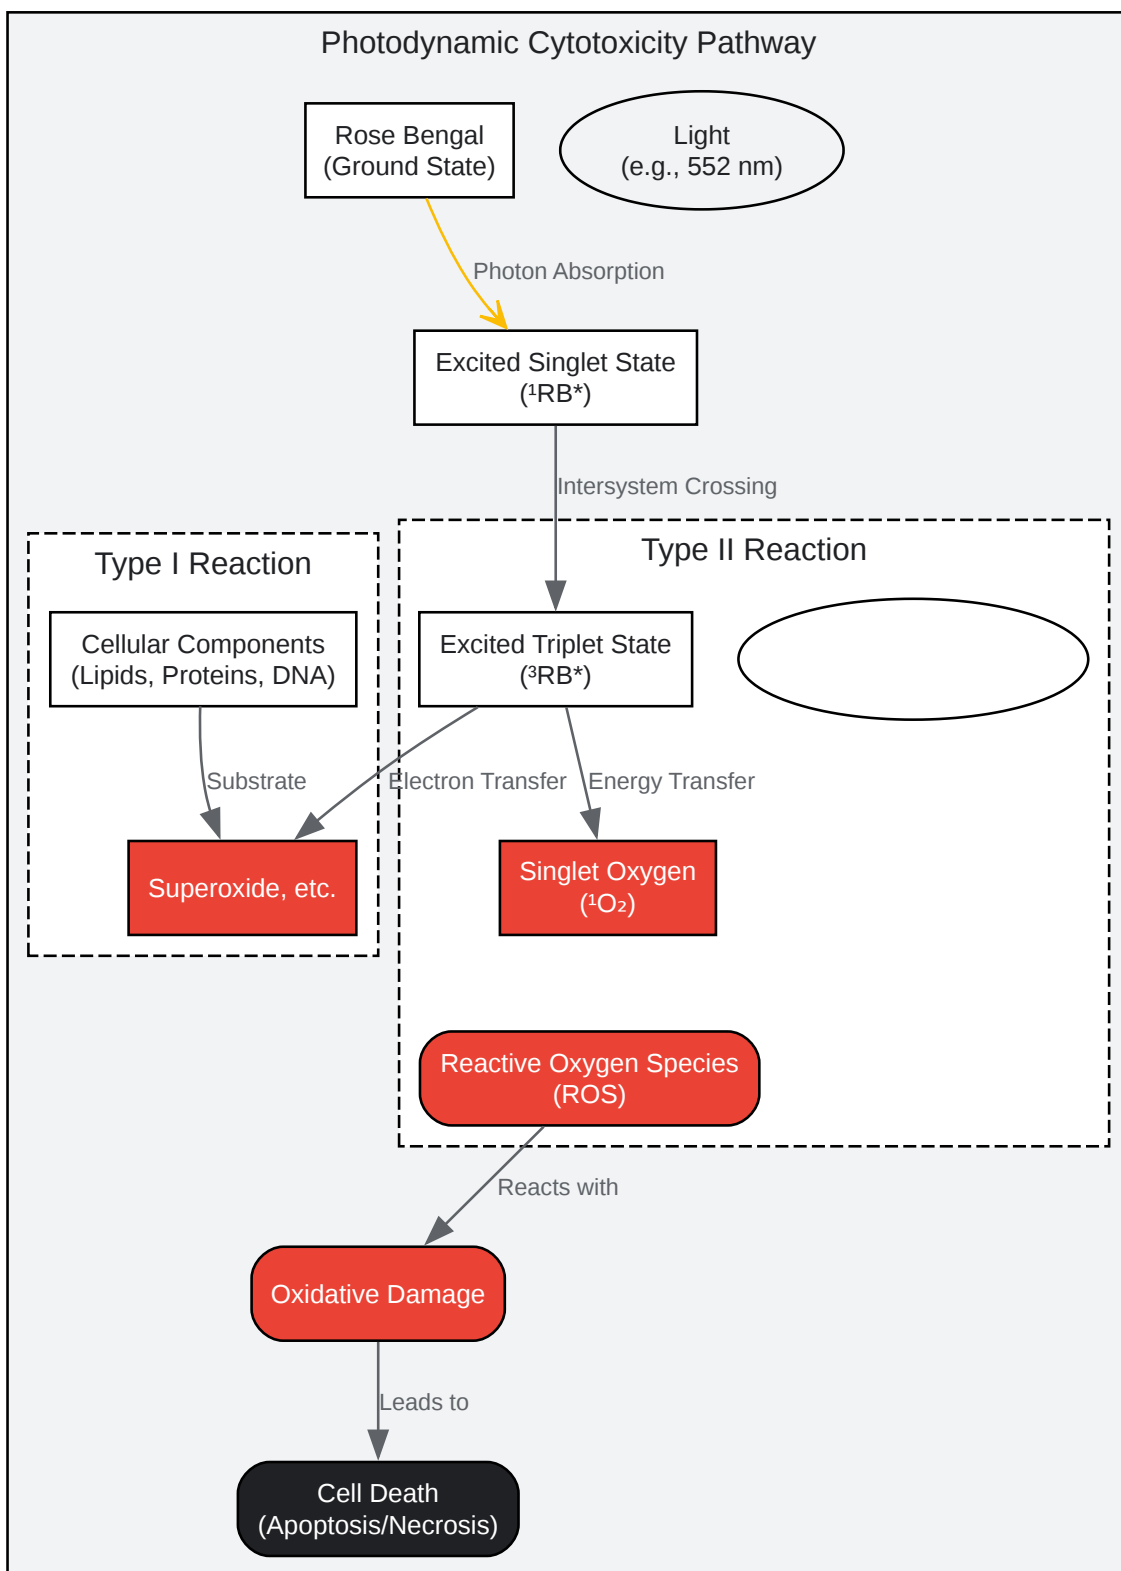 Photodynamic Cytotoxicity Pathway
Rose Bengal
(Ground State)
Light
(e.g., 552 nm)
Photon Absorption
Excited Singlet State
(¹RB*)
Intersystem Crossing
Type I Reaction
Type II Reaction
Cellular Components
(Lipids, Proteins, DNA)
Excited Triplet State
(³RB*)
Substrate
Electron Transfer
Energy Transfer
Superoxide, etc.
Singlet Oxygen
(¹O₂)
Reactive Oxygen Species
(ROS)
Reacts with
Oxidative Damage
Leads to
Cell Death
(Apoptosis/Necrosis)